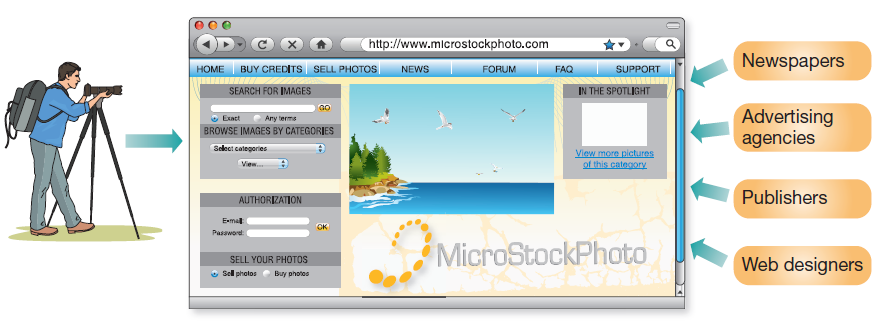 http://www.microstockphoto.com
HOME BUY CREDITS SELL PHOTOS NEWS FORUM FAQ SUPPORT
SEARCH FOR IMAGES
GO
Exact Any terms
BROWSE IMAGES BY CATEGORIES
Select categories
View...
AUTHORIZATION
E-mail:
Password:
OK
SELL YOUR PHOTOS
Sell photos Buy photos
MicroStockPhoto
IN THE SPOTLIGHT
View more pictures
of this category
Newspapers
Advertising
agencies
Publishers
Web designers